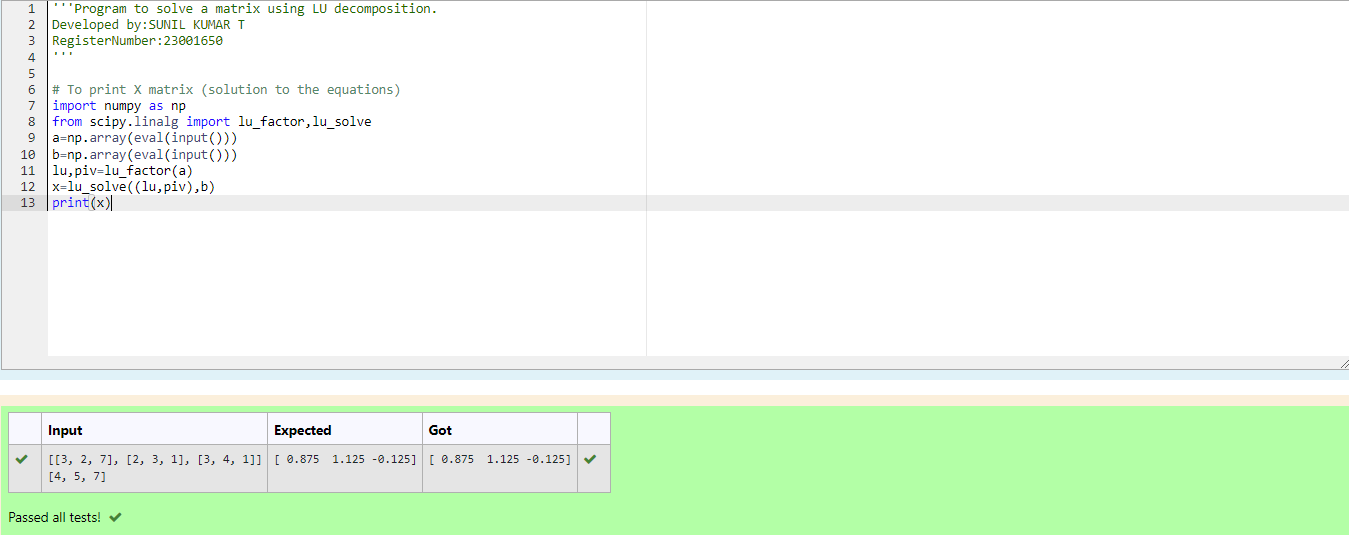 1 '''Program to solve a matrix using LU decomposition.
2 Developed by:SUNIL KUMAR T
3 RegisterNumber:23001650
4 '''
5
6 # To print X matrix (solution to the equations)
7 import numpy as np
8 from scipy.linalg import lu_factor,lu_solve
9 a=np.array(eval(input()))
10 b=np.array(eval(input()))
11 lu,piv=lu_factor(a)
12 x=lu_solve((lu,piv),b)
13 print(x)
Input Expected Got
[[3, 2, 7], [2, 3, 1], [3, 4, 1]] [ 0.875  1.125 -0.125] [ 0.875  1.125 -0.125]
[4, 5, 7]
Passed all tests!